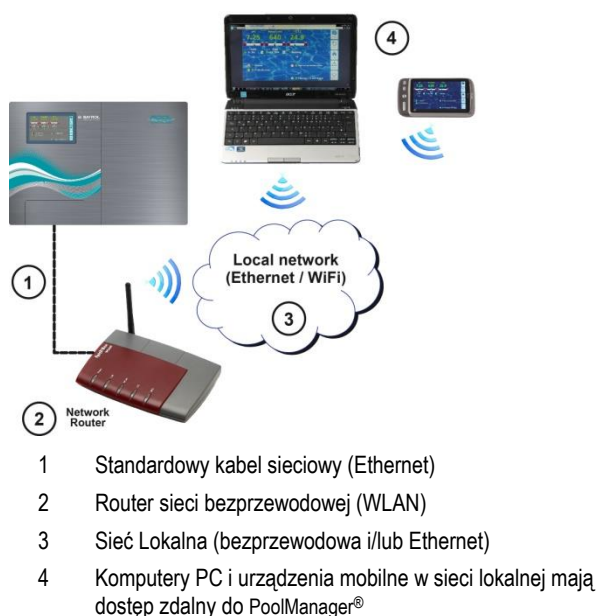 4
1
Local network
(Ethernet / WiFi)
3
2
Network
Router
1 Standardowy kabel sieciowy (Ethernet)
2 Router sieci bezprzewodowej (WLAN)
3 Sieć Lokalna (bezprzewodowa i/lub Ethernet)
4 Komputery PC i urządzenia mobilne w sieci lokalnej mają
dostęp zdalny do PoolManager®